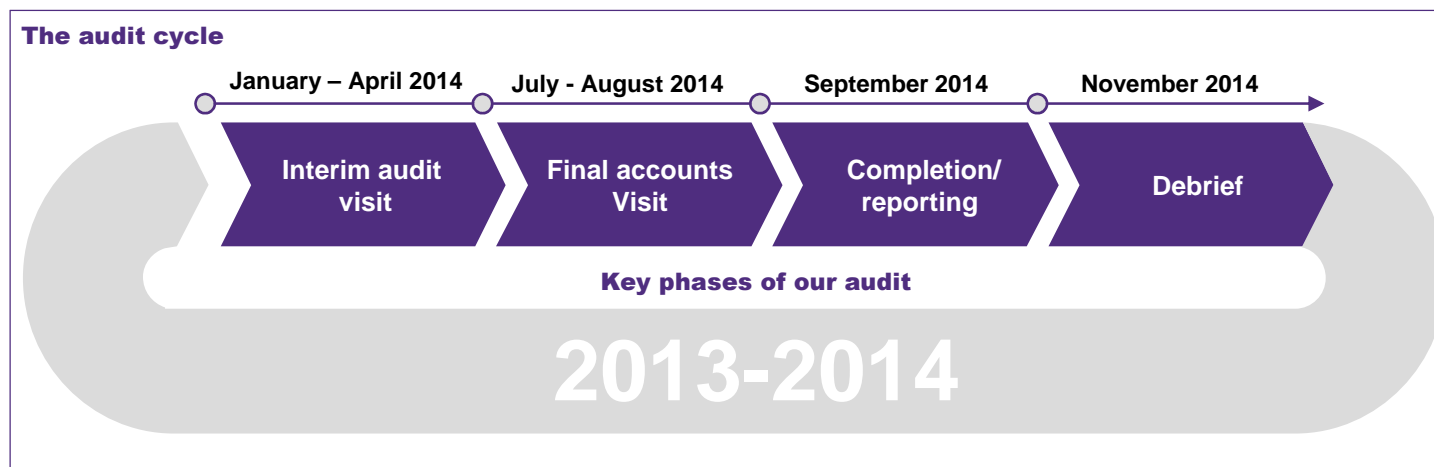 The audit cycle
January – April 2014
July - August 2014
September 2014
November 2014
Interim audit
visit
Final accounts
Visit
Completion/
reporting
Debrief
Key phases of our audit
2013-2014